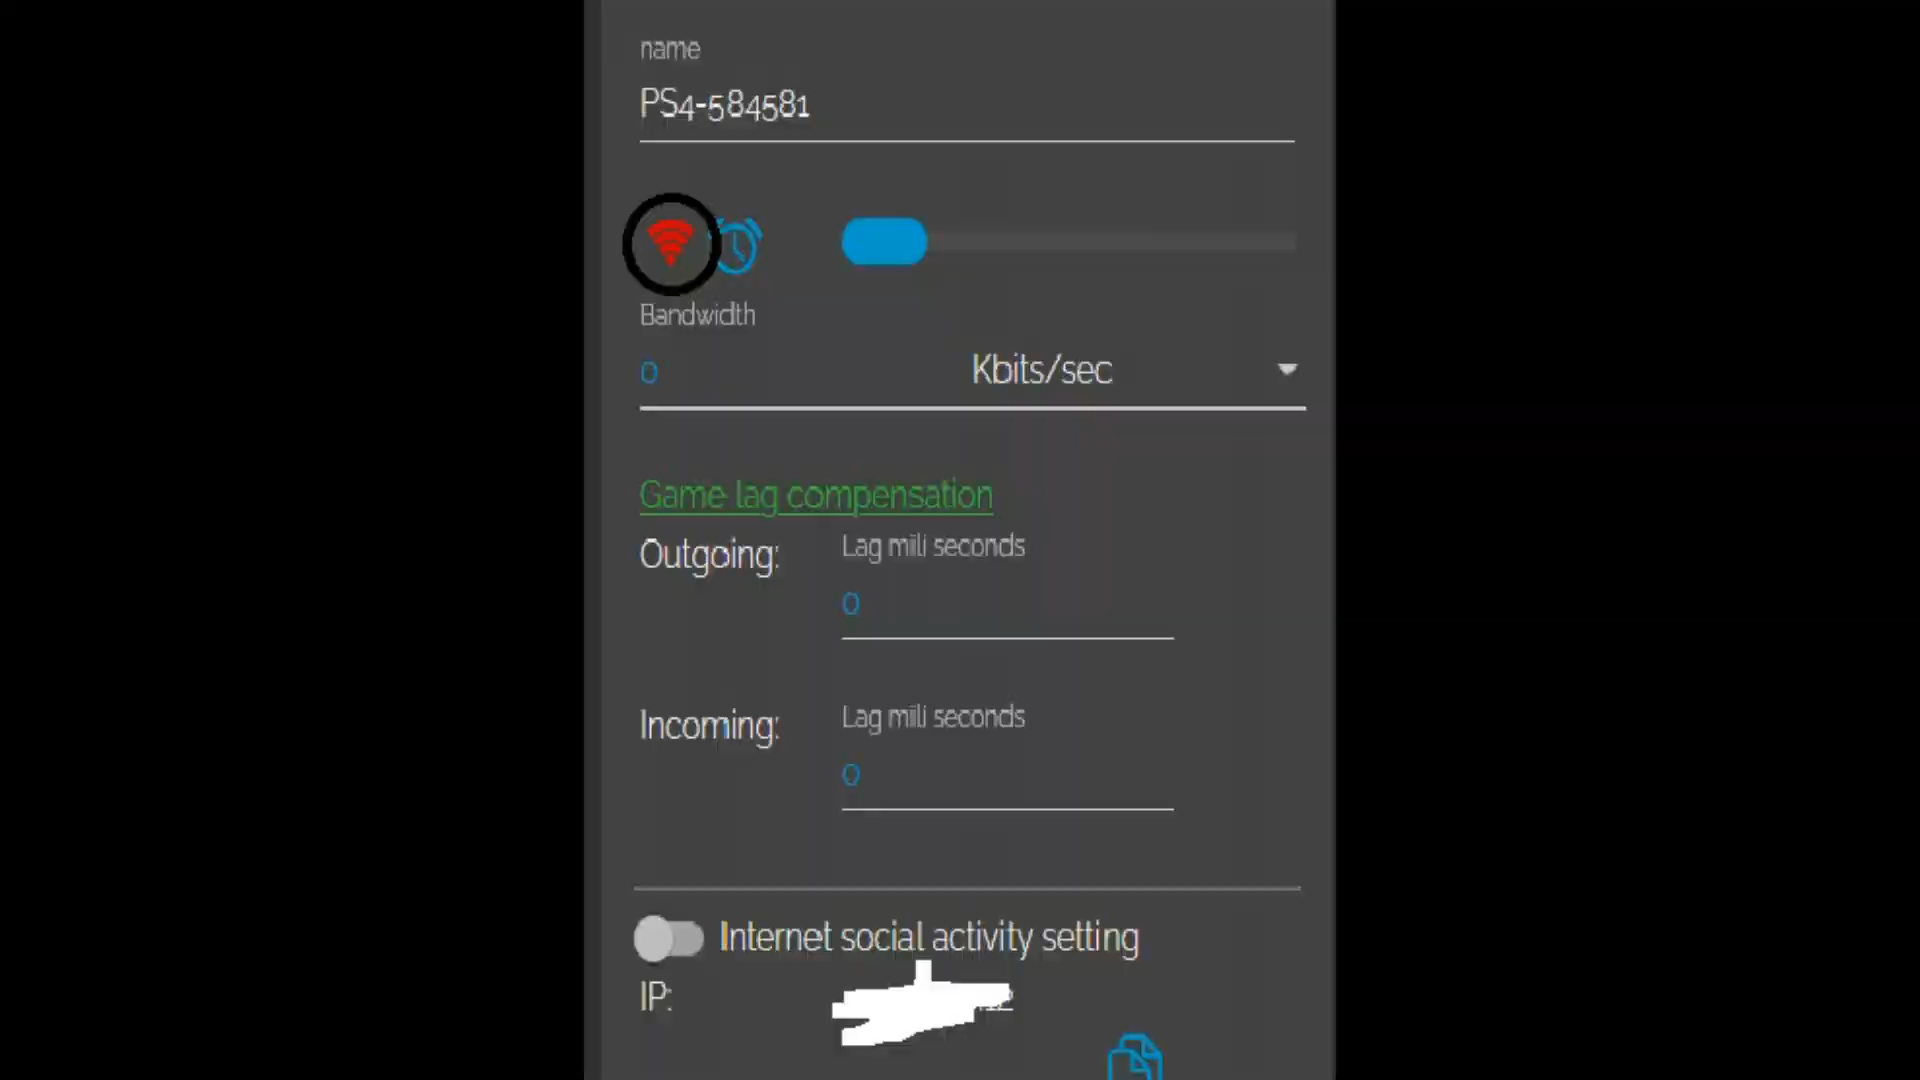 name
PS4-584581
Bandwidth
0 Kbits/sec
Game lag compensation
Outgoing: Lag mili seconds
0
Incoming: Lag mili seconds
0
Internet social activity setting
IP: